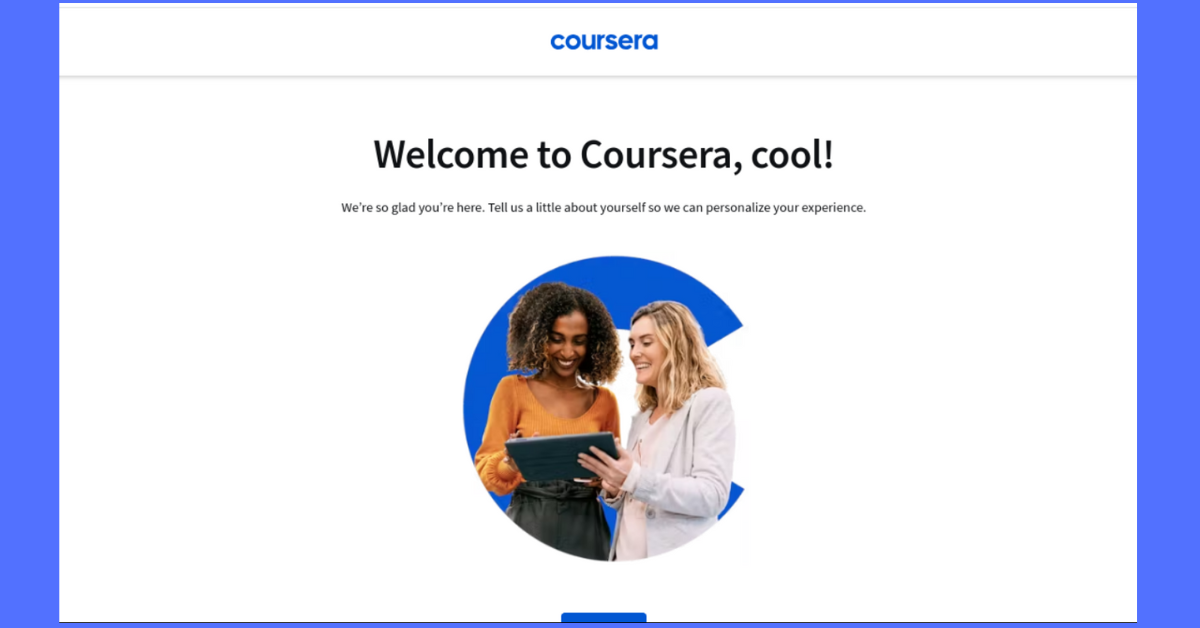 coursera
Welcome to Coursera, cool!
We're so glad you're here. Tell us a little about yourself so we can personalize your experience.